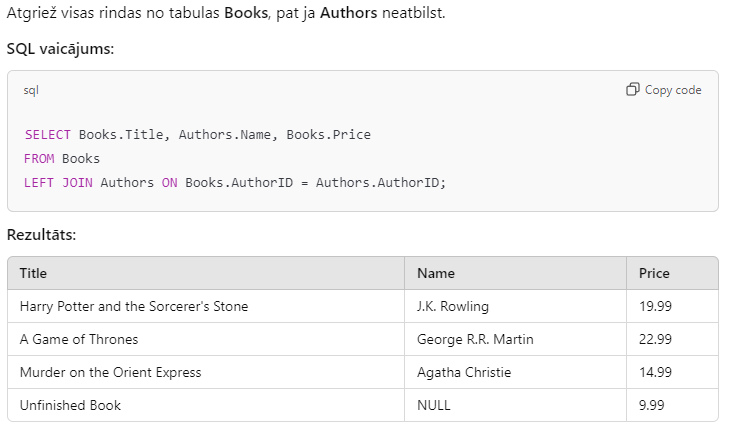 Atgriež visas rindas no tabulas Books, pat ja Authors neatbilst.
SQL vaicājums:
sql Copy code
SELECT Books.Title, Authors.Name, Books.Price
FROM Books
LEFT JOIN Authors ON Books.AuthorID = Authors.AuthorID;
Rezultāts:
Title Name Price
Harry Potter and the Sorcerer's Stone J.K. Rowling 19.99
A Game of Thrones George R.R. Martin 22.99
Murder on the Orient Express Agatha Christie 14.99
Unfinished Book NULL 9.99